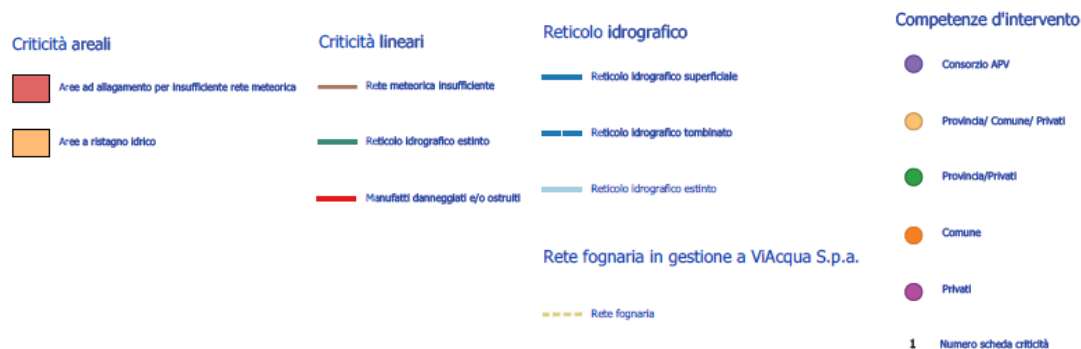 Criticità areali
Aree ad allagamento per insufficiente rete meteorica
Aree a ristagno idrico
Criticità lineari
Rete meteorica insufficiente
Reticolo idrografico estinto
Manufatti danneggiati e/o ostruiti
Reticolo idrografico
Reticolo idrografico superficiale
Reticolo idrografico tombinato
Reticolo idrografico estinto
Rete fognaria in gestione a ViAcqua S.p.a.
Rete fognaria
Competenze d'intervento
Consorzio APV
Provincia/ Comune/ Privati
Provincia/Privati
Comune
Privati
1 Numero scheda criticità